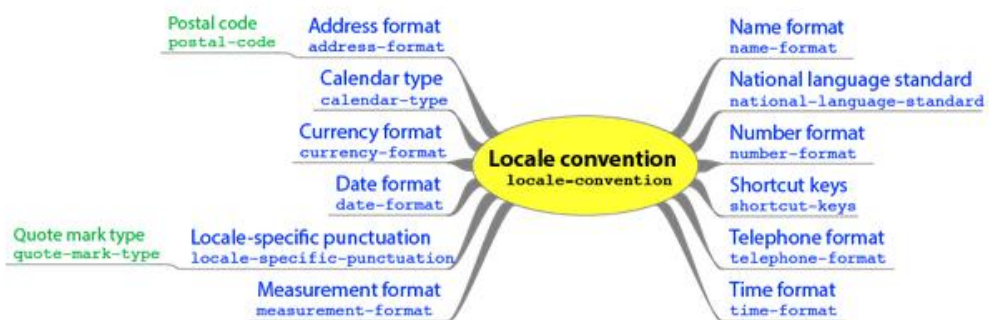 Postal code
postal-code
Address format
address-format
Calendar type
calendar-type
Currency format
currency-format
Date format
date-format
Quote mark type
quote-mark-type
Locale-specific punctuation
locale-specific-punctuation
Measurement format
measurement-format
Locale convention
locale-convention
Name format
name-format
National language standard
national-language-standard
Number format
number-format
Shortcut keys
shortcut-keys
Telephone format
telephone-format
Time format
time-format